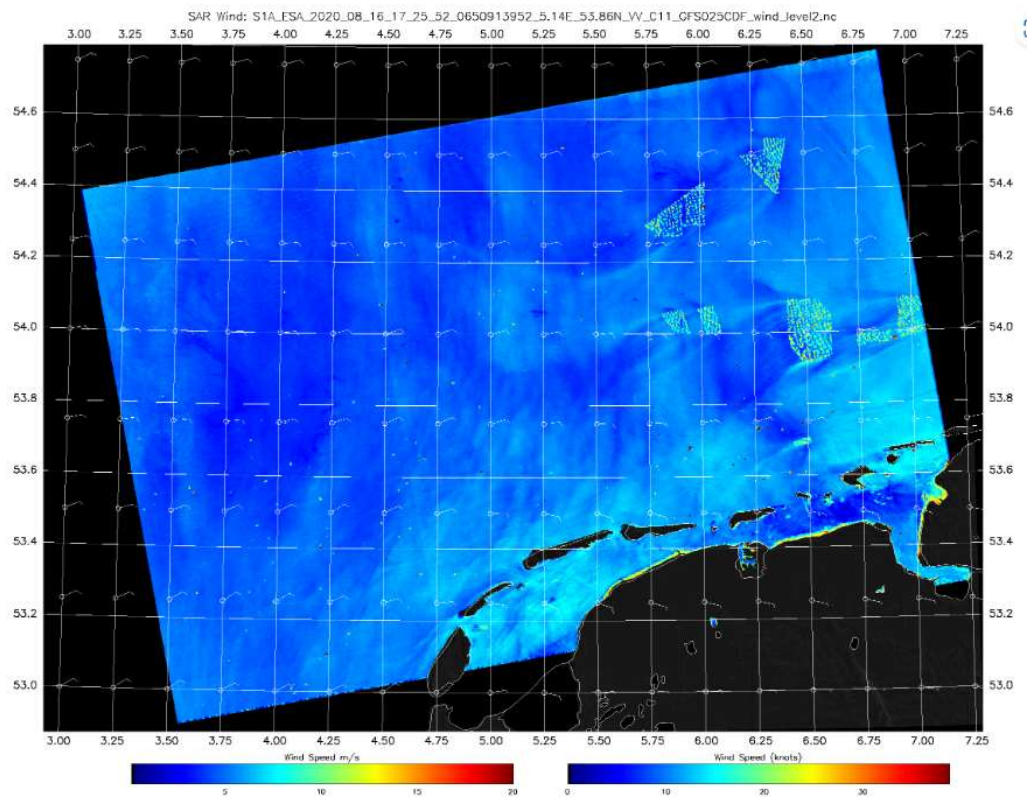 SAR Wind: S1A_ESA_2020_08_16_17_25_52_0650913952_5.14E_53.86N_VV_C11_GFS025CDF_wind_level2.nc
3.00 3.25 3.50 3.75 4.00 4.25 4.50 4.75 5.00 5.25 5.50 5.75 6.00 6.25 6.50 6.75 7.00 7.25
54.6 54.6
54.4 54.4
54.2 54.2
54.0 54.0
53.8 53.8
53.6 53.6
53.4 53.4
53.2 53.2
53.0 53.0
3.00 3.25 3.50 3.75 4.00 4.25 4.50 4.75 5.00 5.25 5.50 5.75 6.00 6.25 6.50 6.75 7.00 7.25
Wind Speed m/s Wind Speed (knots)
5 10 15 20 0 10 20 30